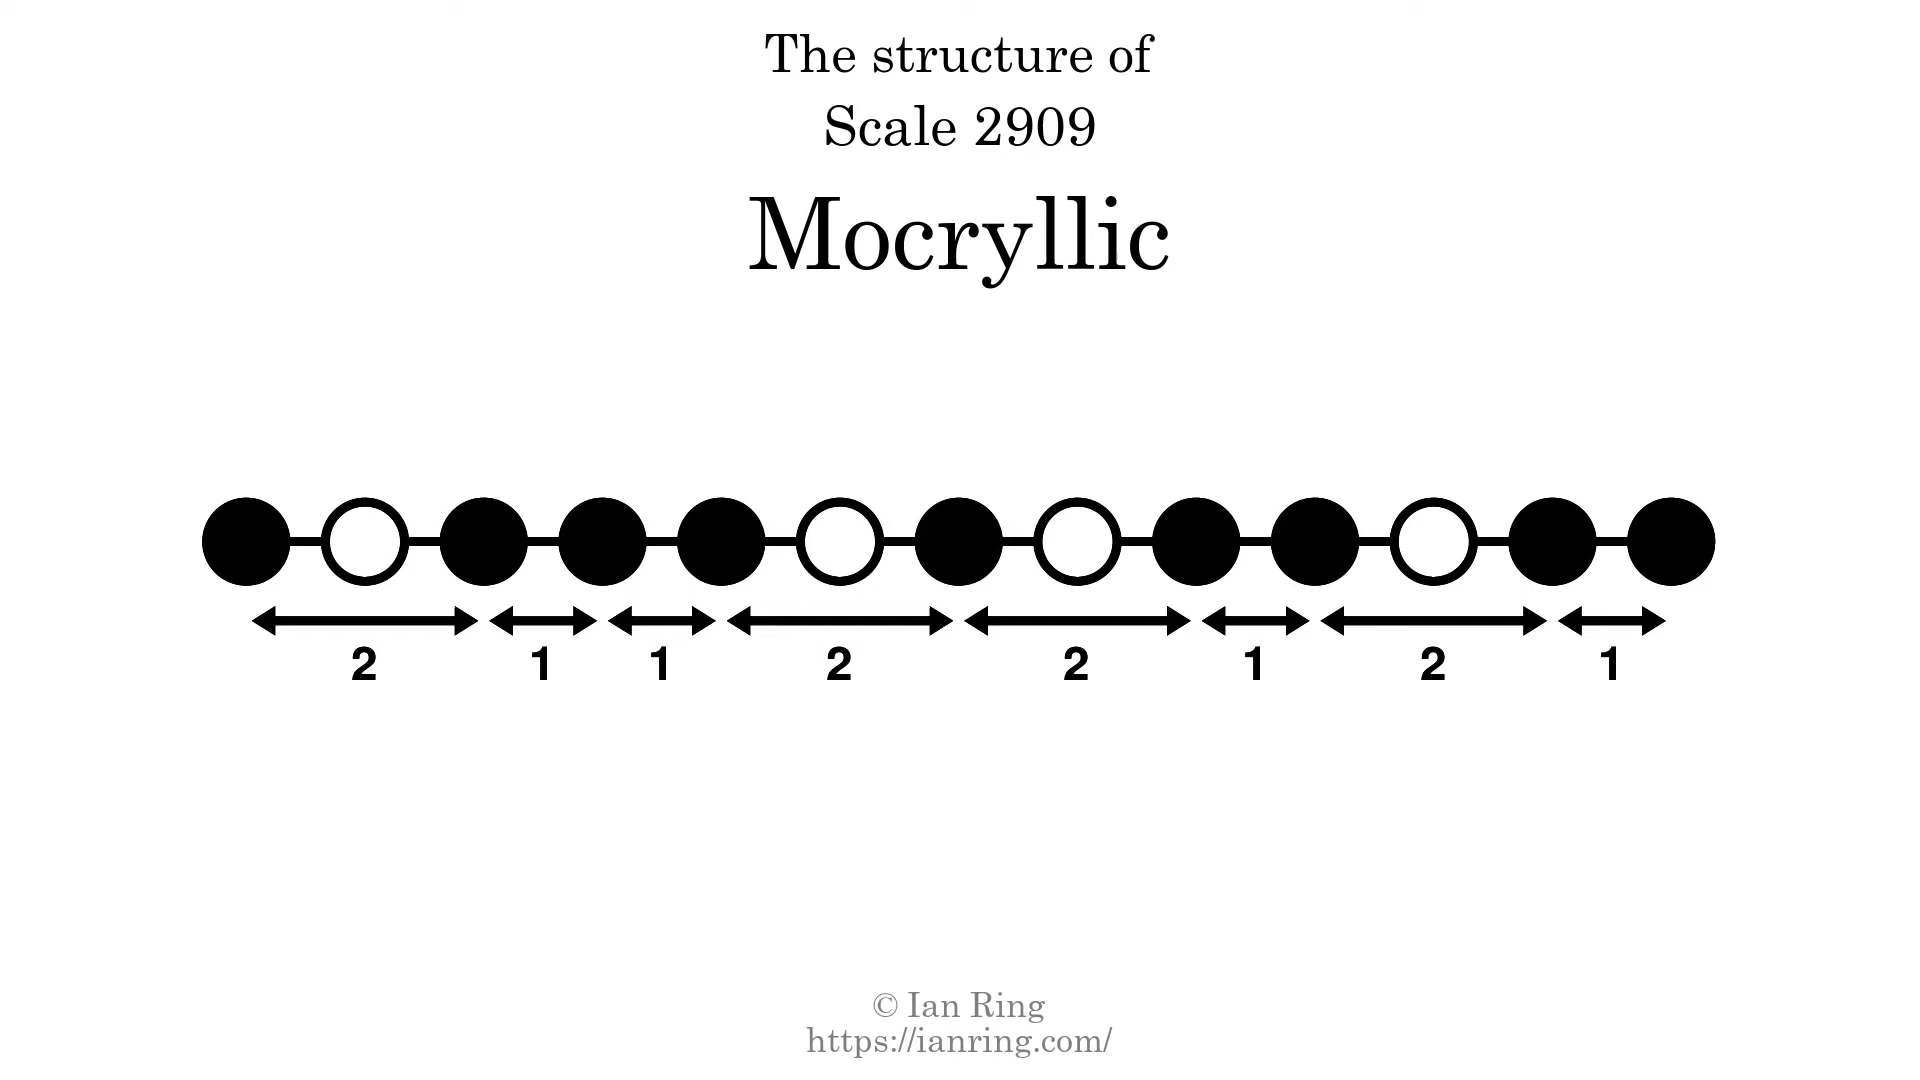 The structure of
Scale 2909
Mocryllic
2 1 1 2 2 1 2 1
© Ian Ring
https://ianring.com/